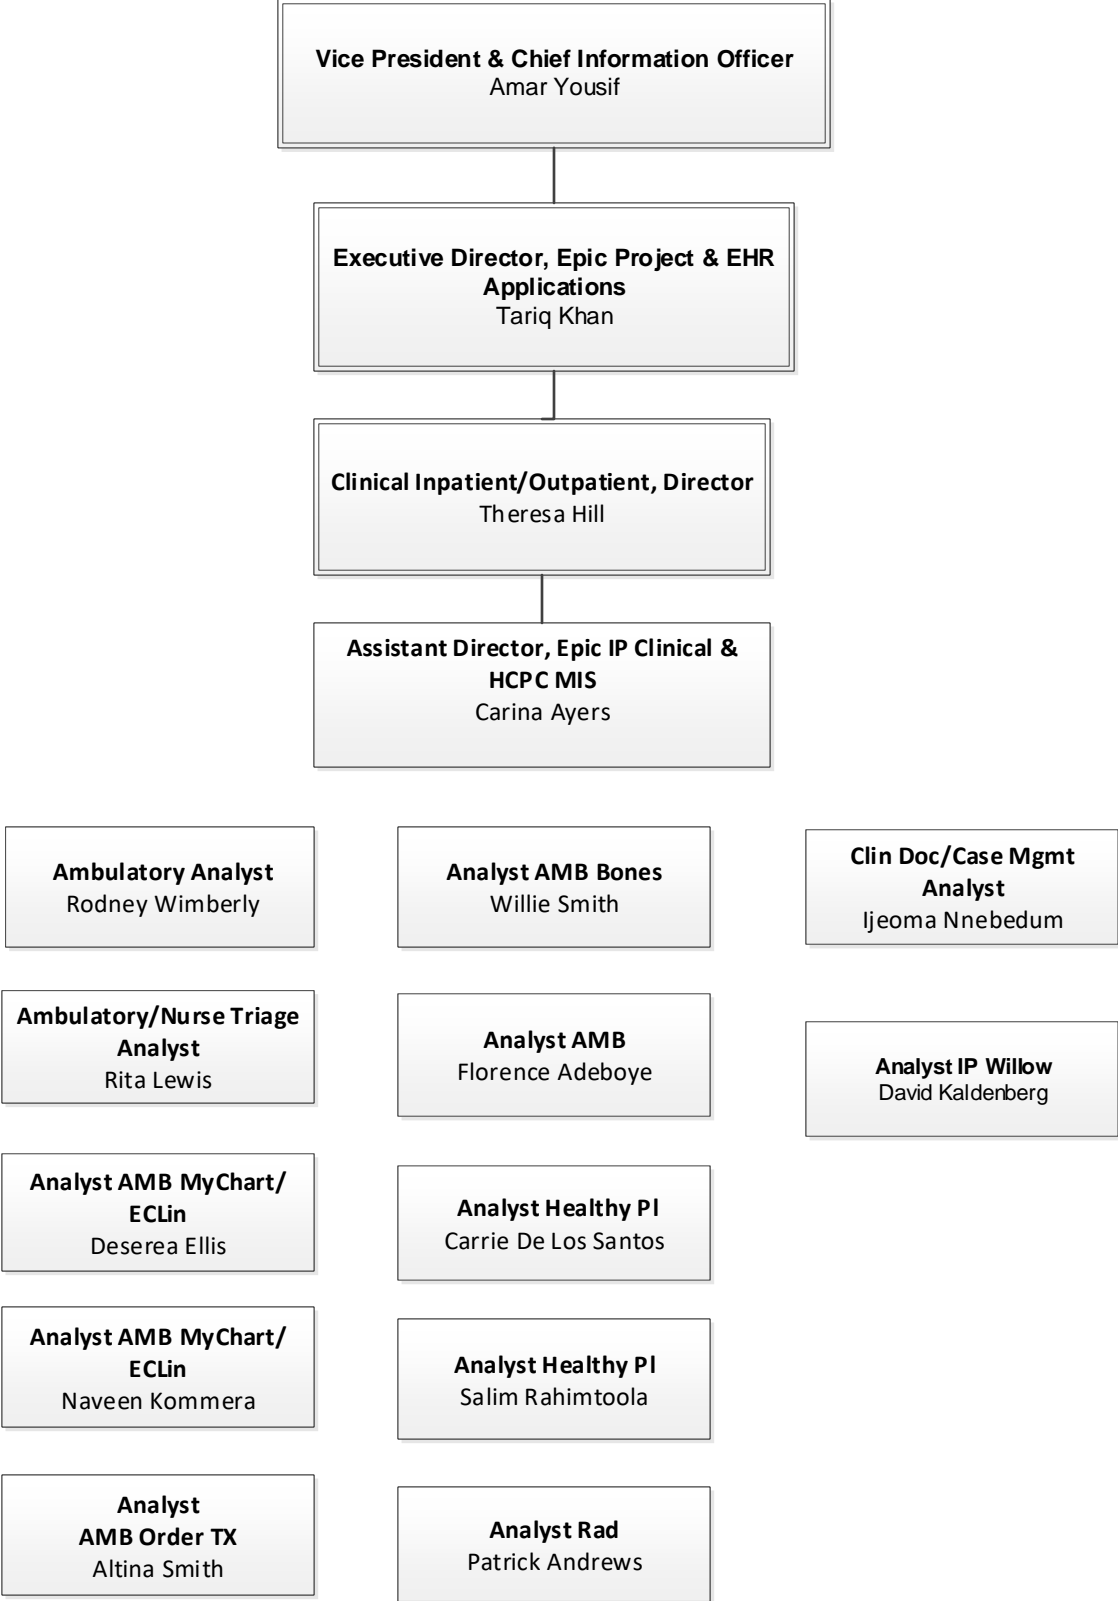 Vice President & Chief Information Officer
Amar Yousif
Executive Director, Epic Project & EHR
Applications
Tariq Khan
Clinical Inpatient/Outpatient, Director
Theresa Hill
Assistant Director, Epic IP Clinical &
HCPC MIS
Carina Ayers
Ambulatory Analyst
Rodney Wimberly
Analyst AMB Bones
Willie Smith
Clin Doc/Case Mgmt
Analyst
Ijeoma Nnebedum
Ambulatory/Nurse Triage
Analyst
Rita Lewis
Analyst AMB
Florence Adeboye
Analyst IP Willow
David Kaldenberg
Analyst AMB MyChart/
ECLin
Deserea Ellis
Analyst Healthy Pl
Carrie De Los Santos
Analyst AMB MyChart/
ECLin
Naveen Kommera
Analyst Healthy Pl
Salim Rahimtoola
Analyst
AMB Order TX
Altina Smith
Analyst Rad
Patrick Andrews